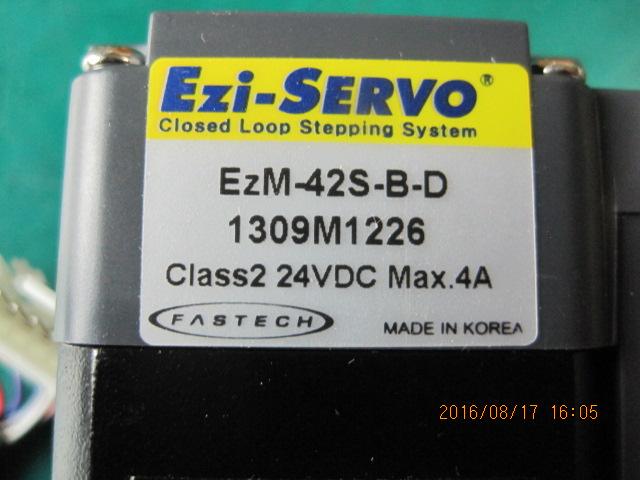 Ezi-SERVO®
Closed Loop Stepping System
EzM-42S-B-D
1309M1226
Class2 24VDC Max.4A
FASTECH
MADE IN KOREA
2016/08/17 16:05